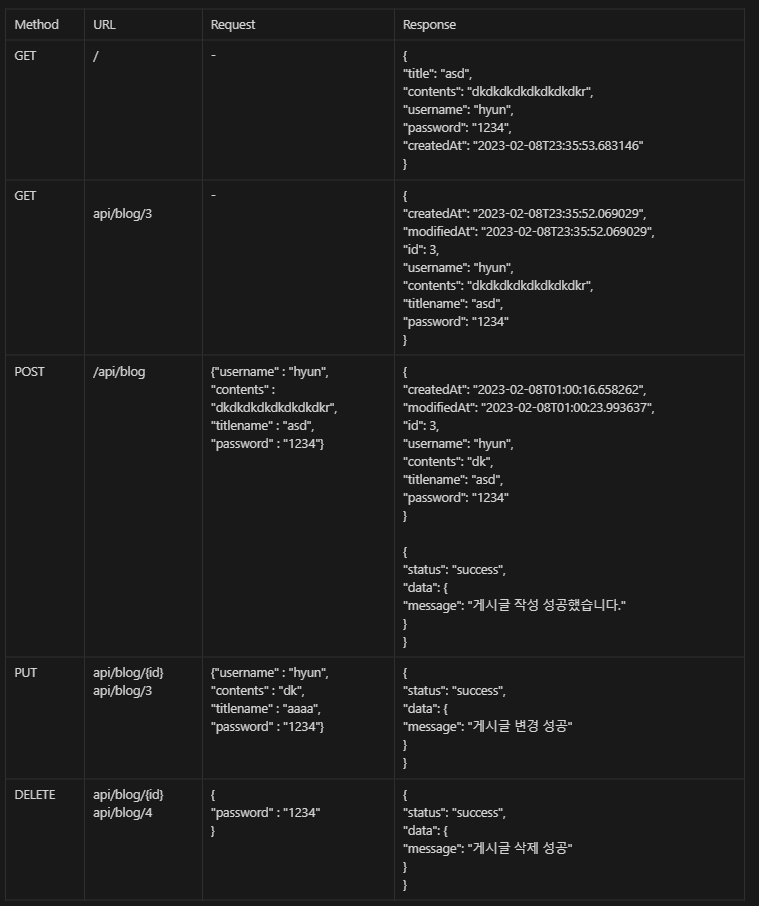 Method URL Request Response
GET / - {
"title": "asd",
"contents": "dkdkdkdkdkdkdkdkr",
"username": "hyun",
"password": "1234",
"createdAt": "2023-02-08T23:35:53.683146"
}
GET - {
api/blog/3 "createdAt": "2023-02-08T23:35:52.069029",
"modifiedAt": "2023-02-08T23:35:52.069029",
"id": 3,
"username": "hyun",
"contents": "dkdkdkdkdkdkdkdkr",
"titlename": "asd",
"password": "1234"
}
POST /api/blog {"username" : "hyun", {
"contents" : "createdAt": "2023-02-08T01:00:16.658262",
"dkdkdkdkdkdkdkdkr", "modifiedAt": "2023-02-08T01:00:23.993637",
"titlename" : "asd", "id": 3,
"password" : "1234"} "username": "hyun",
"contents": "dk",
"titlename": "asd",
"password": "1234"
}
{
"status": "success",
"data": {
"message": "게시글 작성 성공했습니다."
}
}
PUT api/blog/{id} {"username" : "hyun", {
api/blog/3 "contents" : "dk", "status": "success",
"titlename" : "aaaa", "data": {
"password" : "1234"} "message": "게시글 변경 성공"
}
}
DELETE api/blog/{id} { {
api/blog/4 "password" : "1234" "status": "success",
} "data": {
"message": "게시글 삭제 성공"
}
}